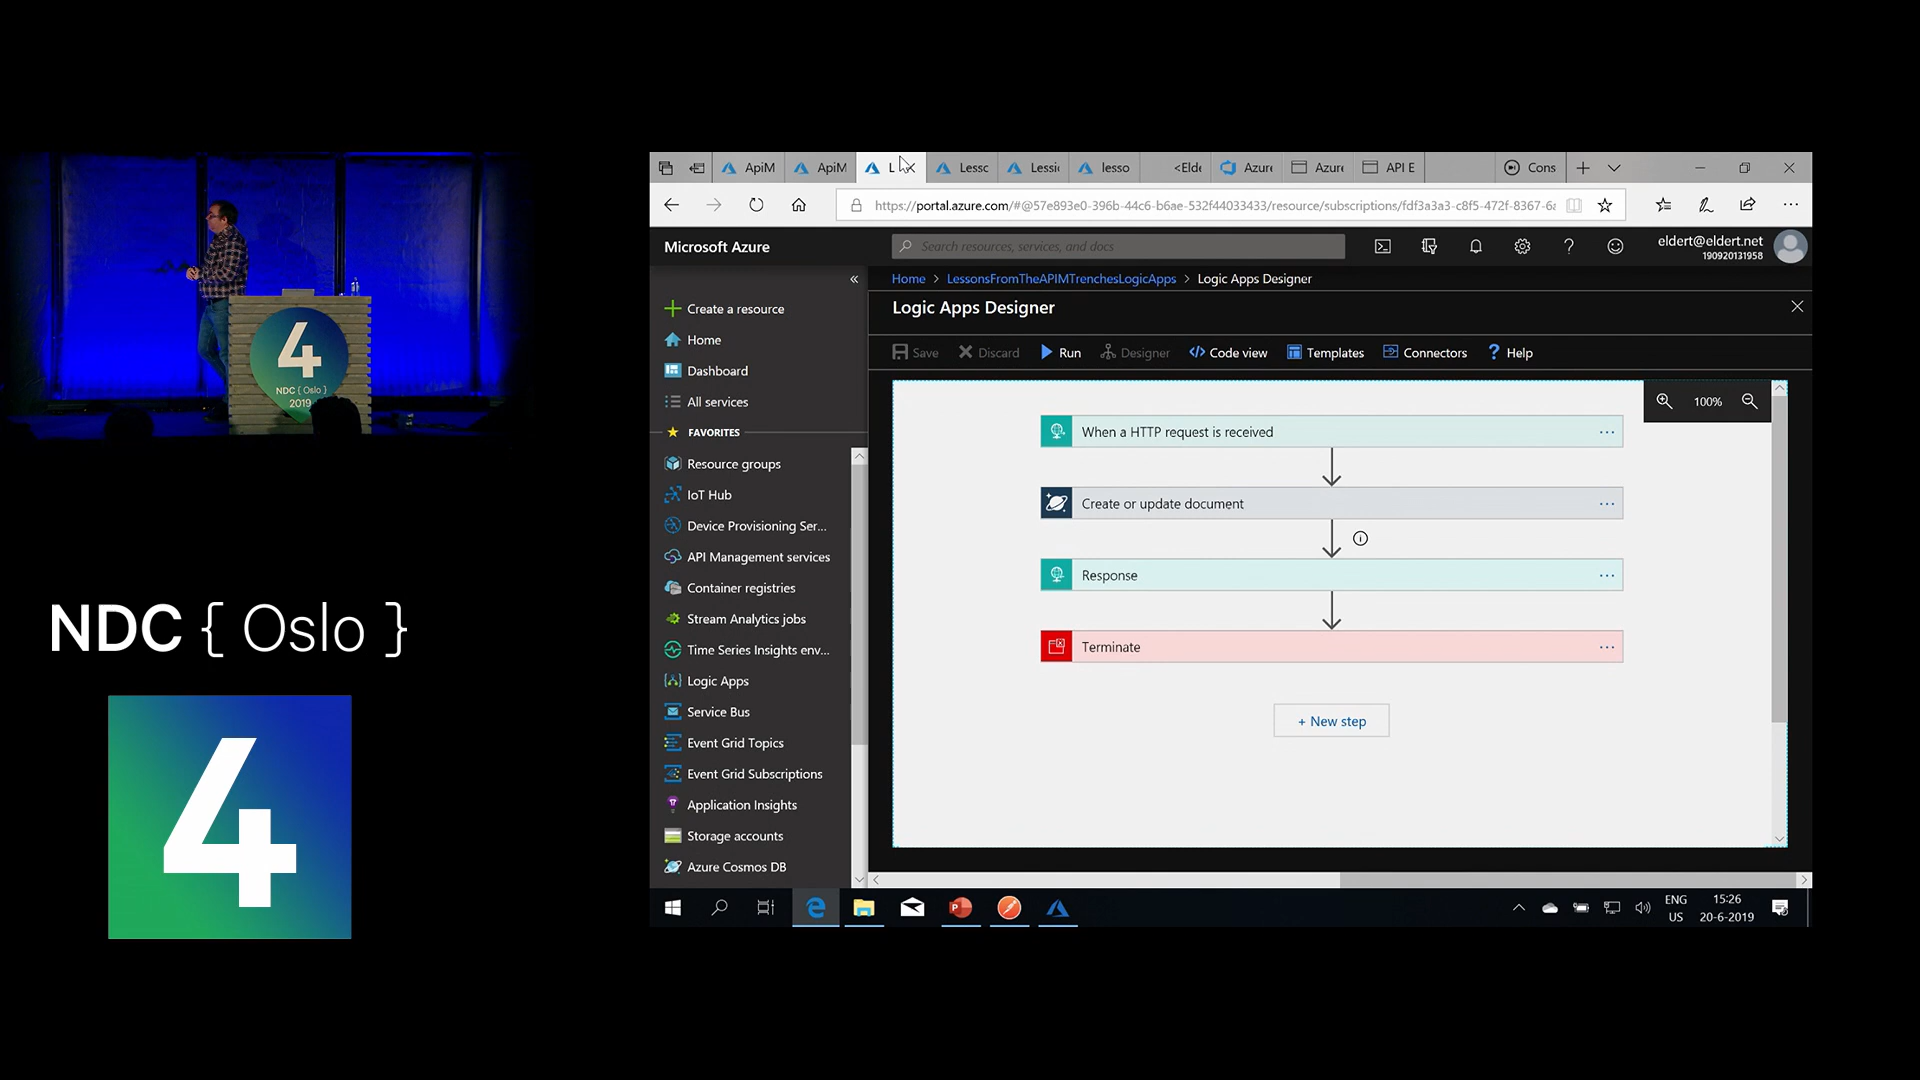 4
NDC { Oslo }
2019
NDC { Oslo }
4
ApiM
ApiM
L
Lessc
Lessic
lesso
<Elde
Azure
Azure
API E
Cons
https://portal.azure.com/#@57e893e0-396b-44c6-b6ae-532f44033433/resource/subscriptions/fdf3a3a3-c8f5-472f-8367-6a
Microsoft Azure
Search resources, services, and docs
eldert@eldert.net
190920131958
Home > LessonsFromTheAPIMTrenchesLogicApps > Logic Apps Designer
Logic Apps Designer
Save
Discard
Run
Designer
Code view
Templates
Connectors
Help
Create a resource
Home
Dashboard
All services
FAVORITES
Resource groups
IoT Hub
Device Provisioning Ser...
API Management services
Container registries
Stream Analytics jobs
Time Series Insights env...
Logic Apps
Service Bus
Event Grid Topics
Event Grid Subscriptions
Application Insights
Storage accounts
Azure Cosmos DB
100%
When a HTTP request is received
Create or update document
Response
Terminate
+ New step
ENG
US
15:26
20-6-2019